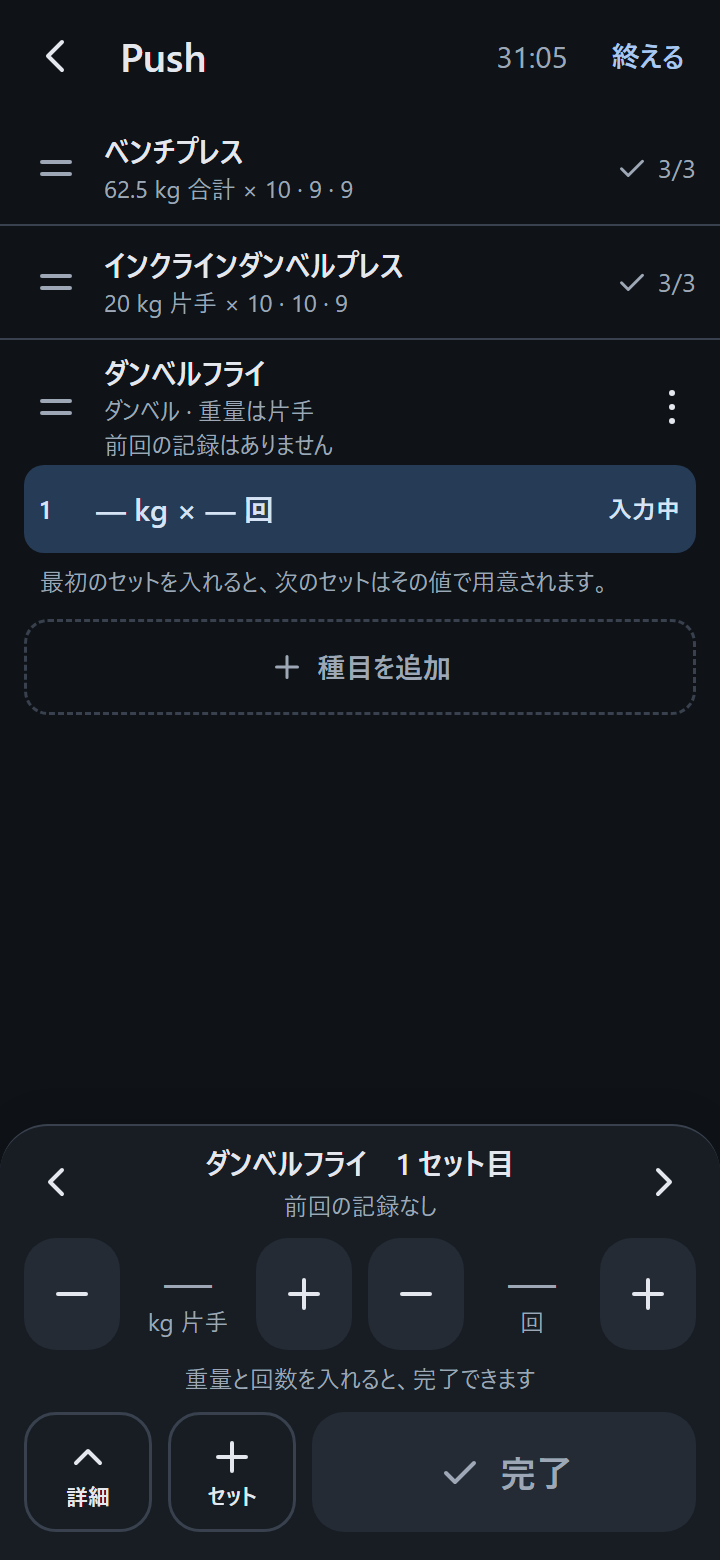 Push 31:05 終える
ベンチプレス
62.5 kg 合計 × 10 · 9 · 9
3/3
インクラインダンベルプレス
20 kg 片手 × 10 · 10 · 9
3/3
ダンベルフライ
ダンベル · 重量は片手
前回の記録はありません
1 — kg × — 回 入力中
最初のセットを入れると、次のセットはその値で用意されます。
種目を追加
ダンベルフライ 1 セット目
前回の記録なし
— kg 片手
— 回
重量と回数を入れると、完了できます
詳細
セット
完了